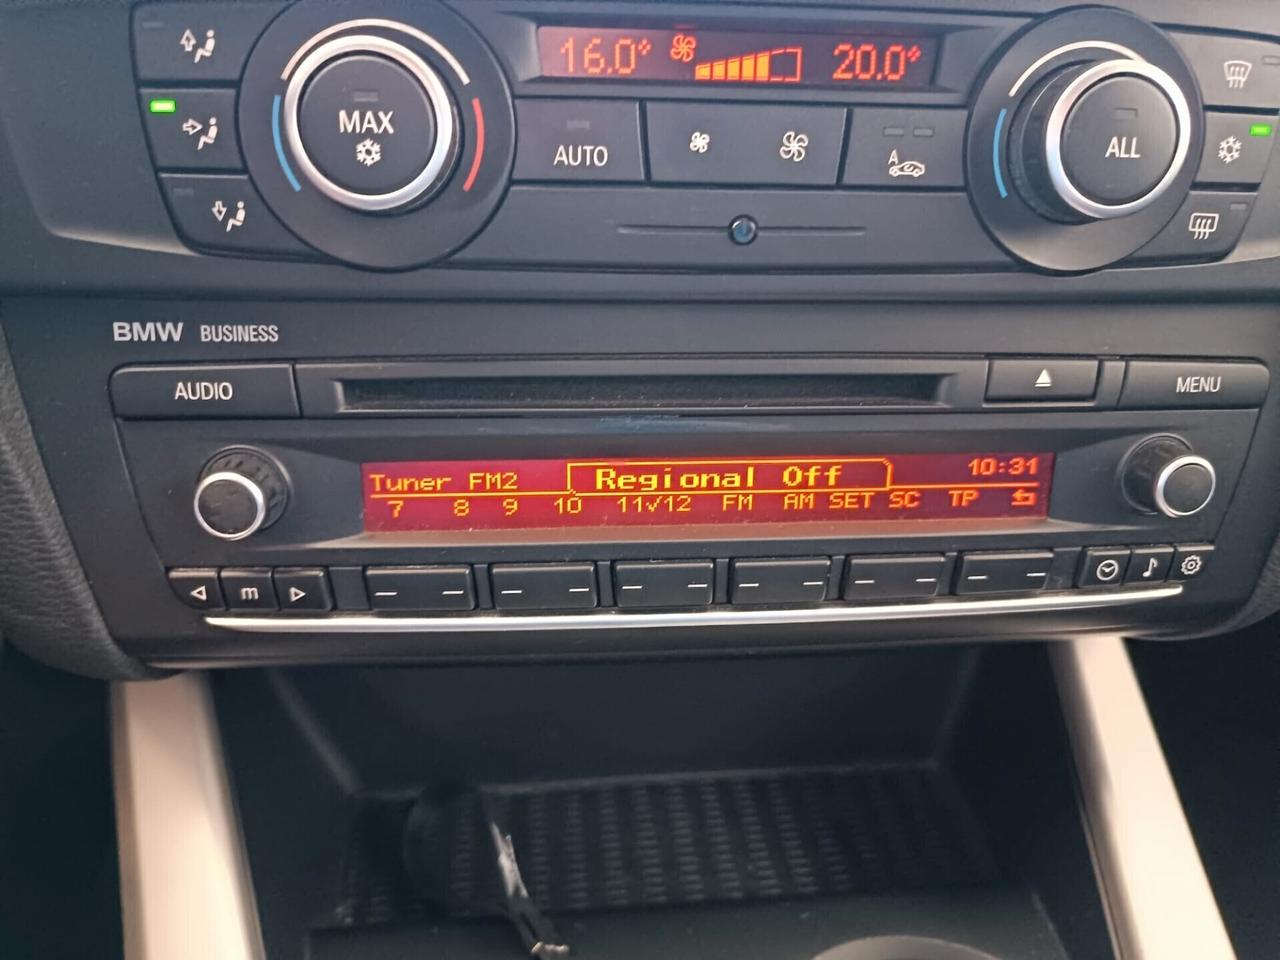 16.0° 20.0°
MAX
AUTO
A
ALL
BMW BUSINESS
AUDIO
MENU
Tuner FM2 Regional Off 10:31
7 8 9 10 11√12 FM AM SET SC TP
m